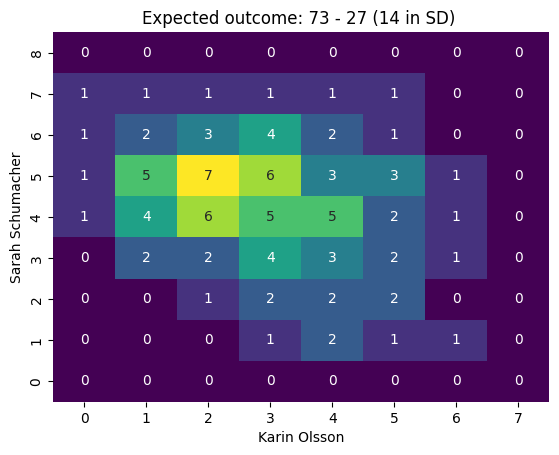 Expected outcome: 73 - 27 (14 in SD)
Sarah Schumacher
8 0 0 0 0 0 0 0 0
7 1 1 1 1 1 1 0 0
6 1 2 3 4 2 1 0 0
5 1 5 7 6 3 3 1 0
4 1 4 6 5 5 2 1 0
3 0 2 2 4 3 2 1 0
2 0 0 1 2 2 2 0 0
1 0 0 0 1 2 1 1 0
0 0 0 0 0 0 0 0 0
0 1 2 3 4 5 6 7
Karin Olsson